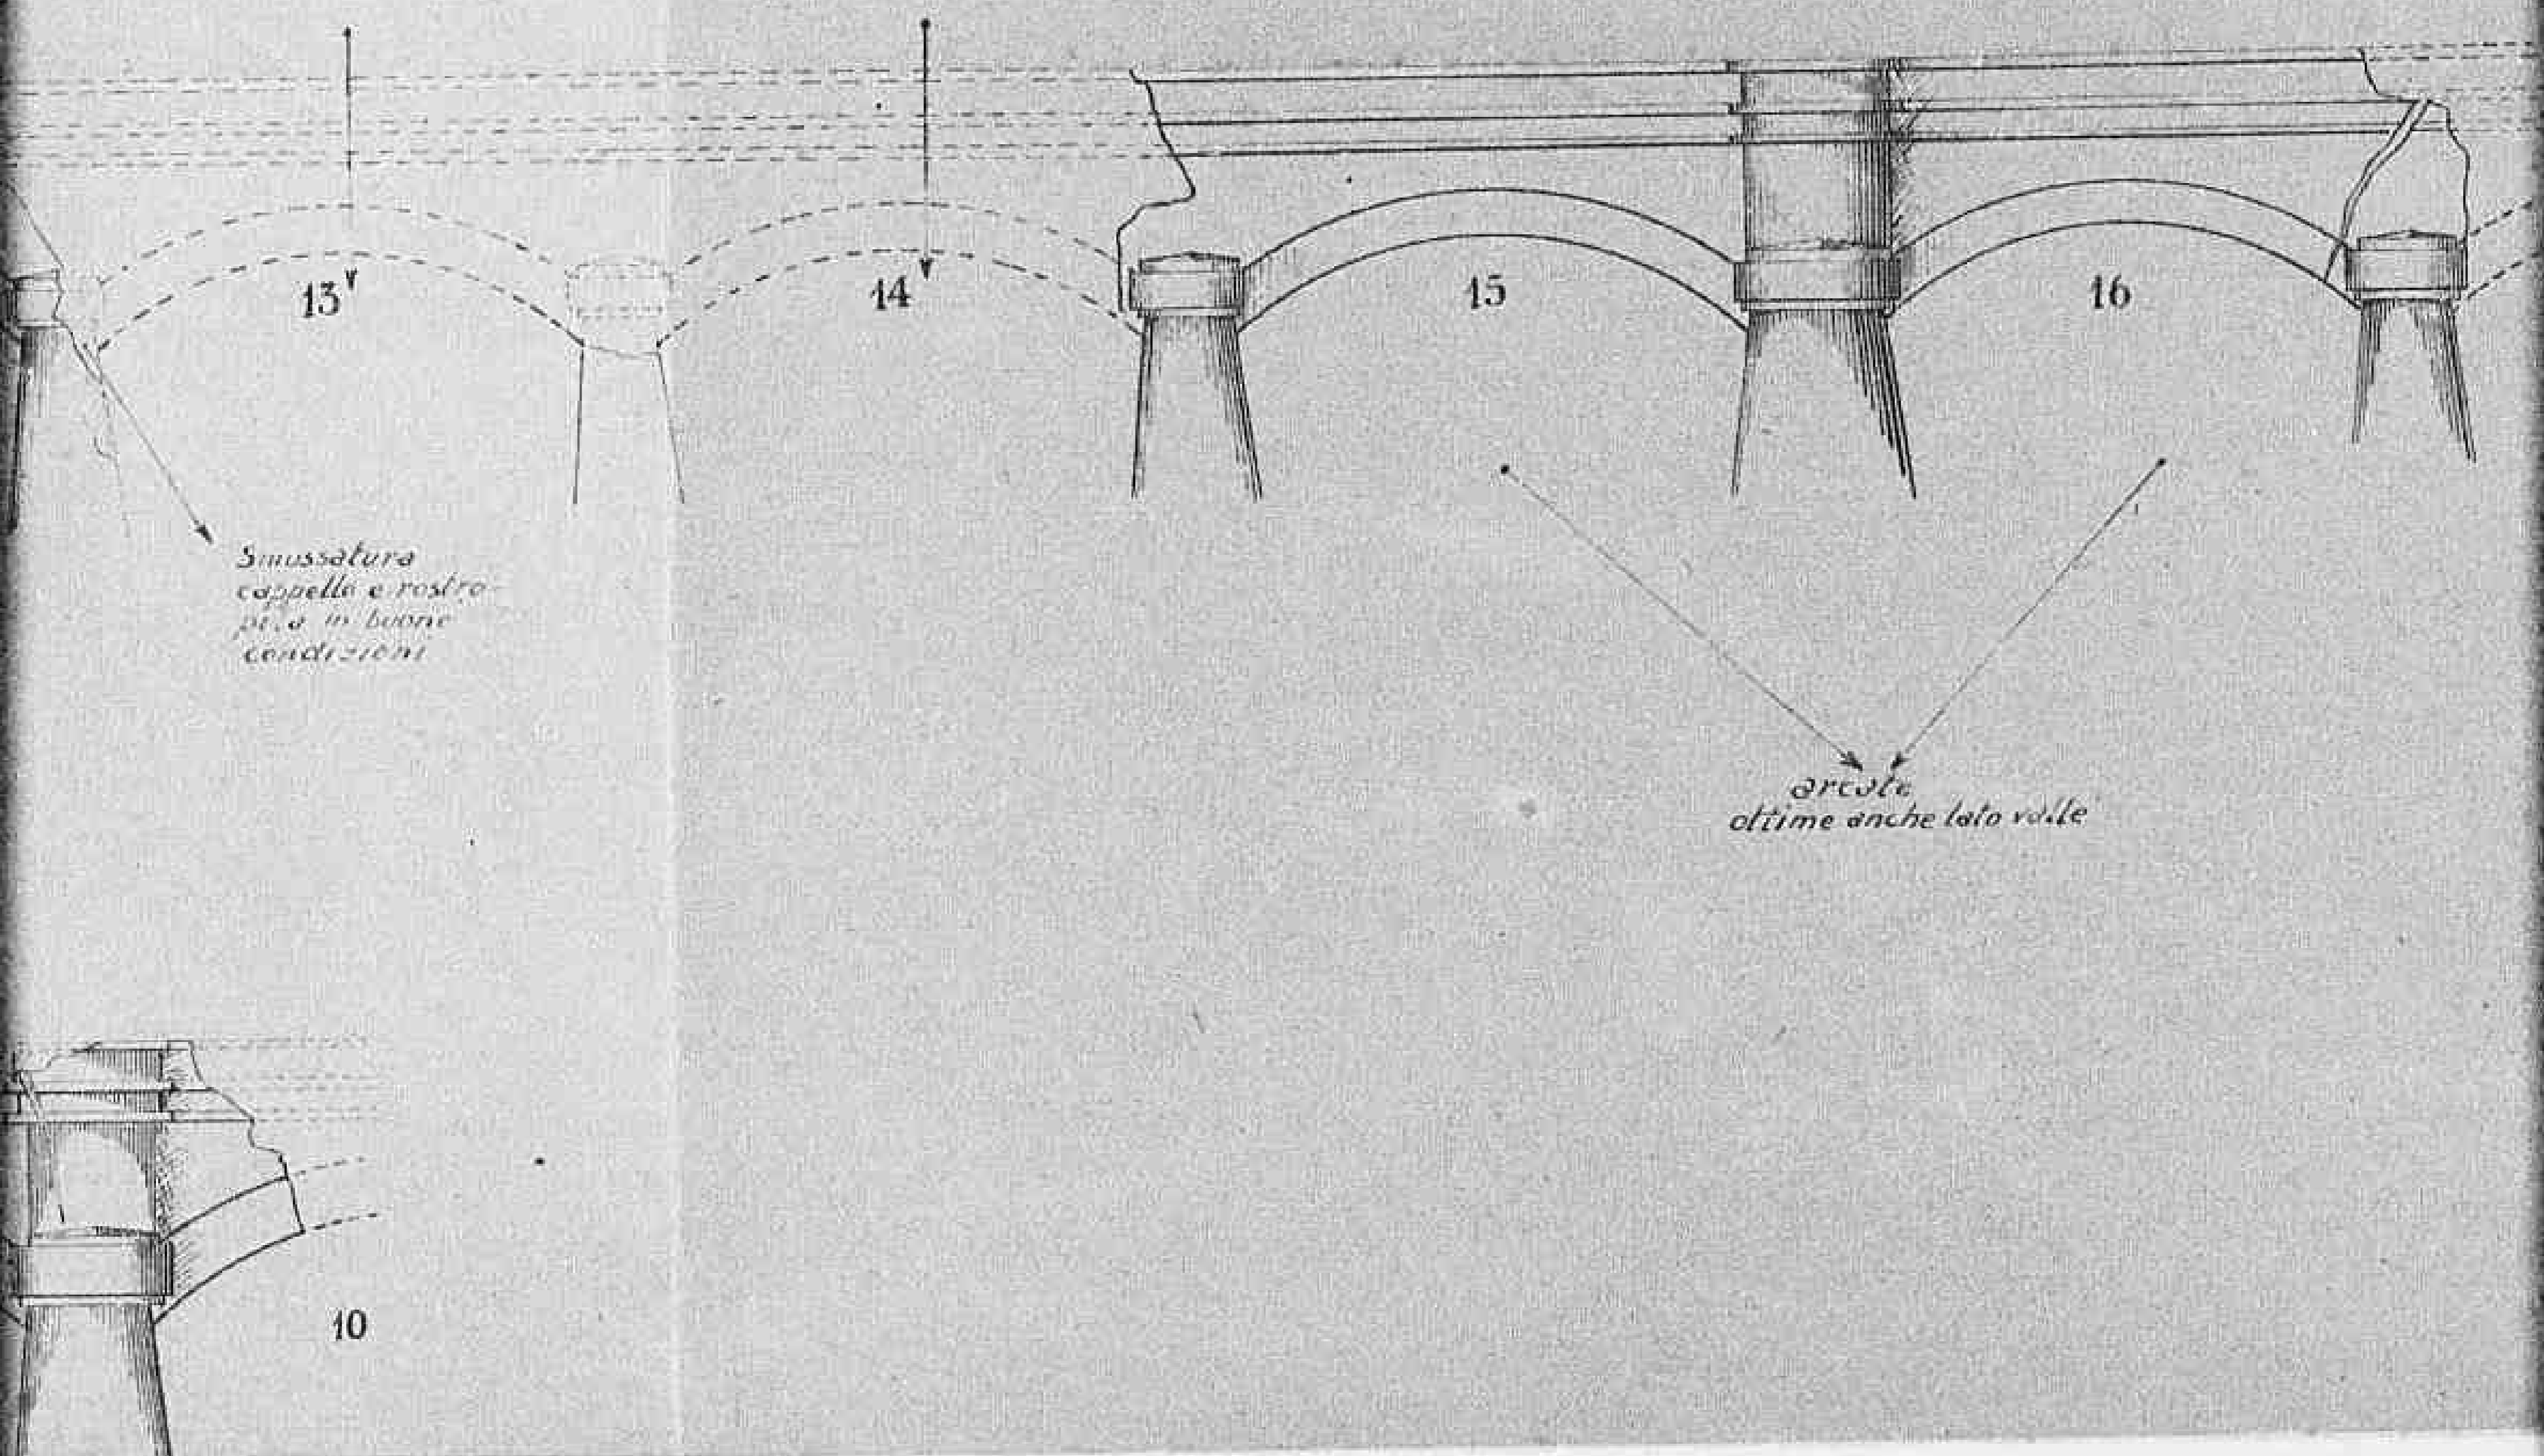 13
14
15
16
Smussatura
cappello e rostro
pila in buone
condizioni
arcate
ottime anche lato valle
10